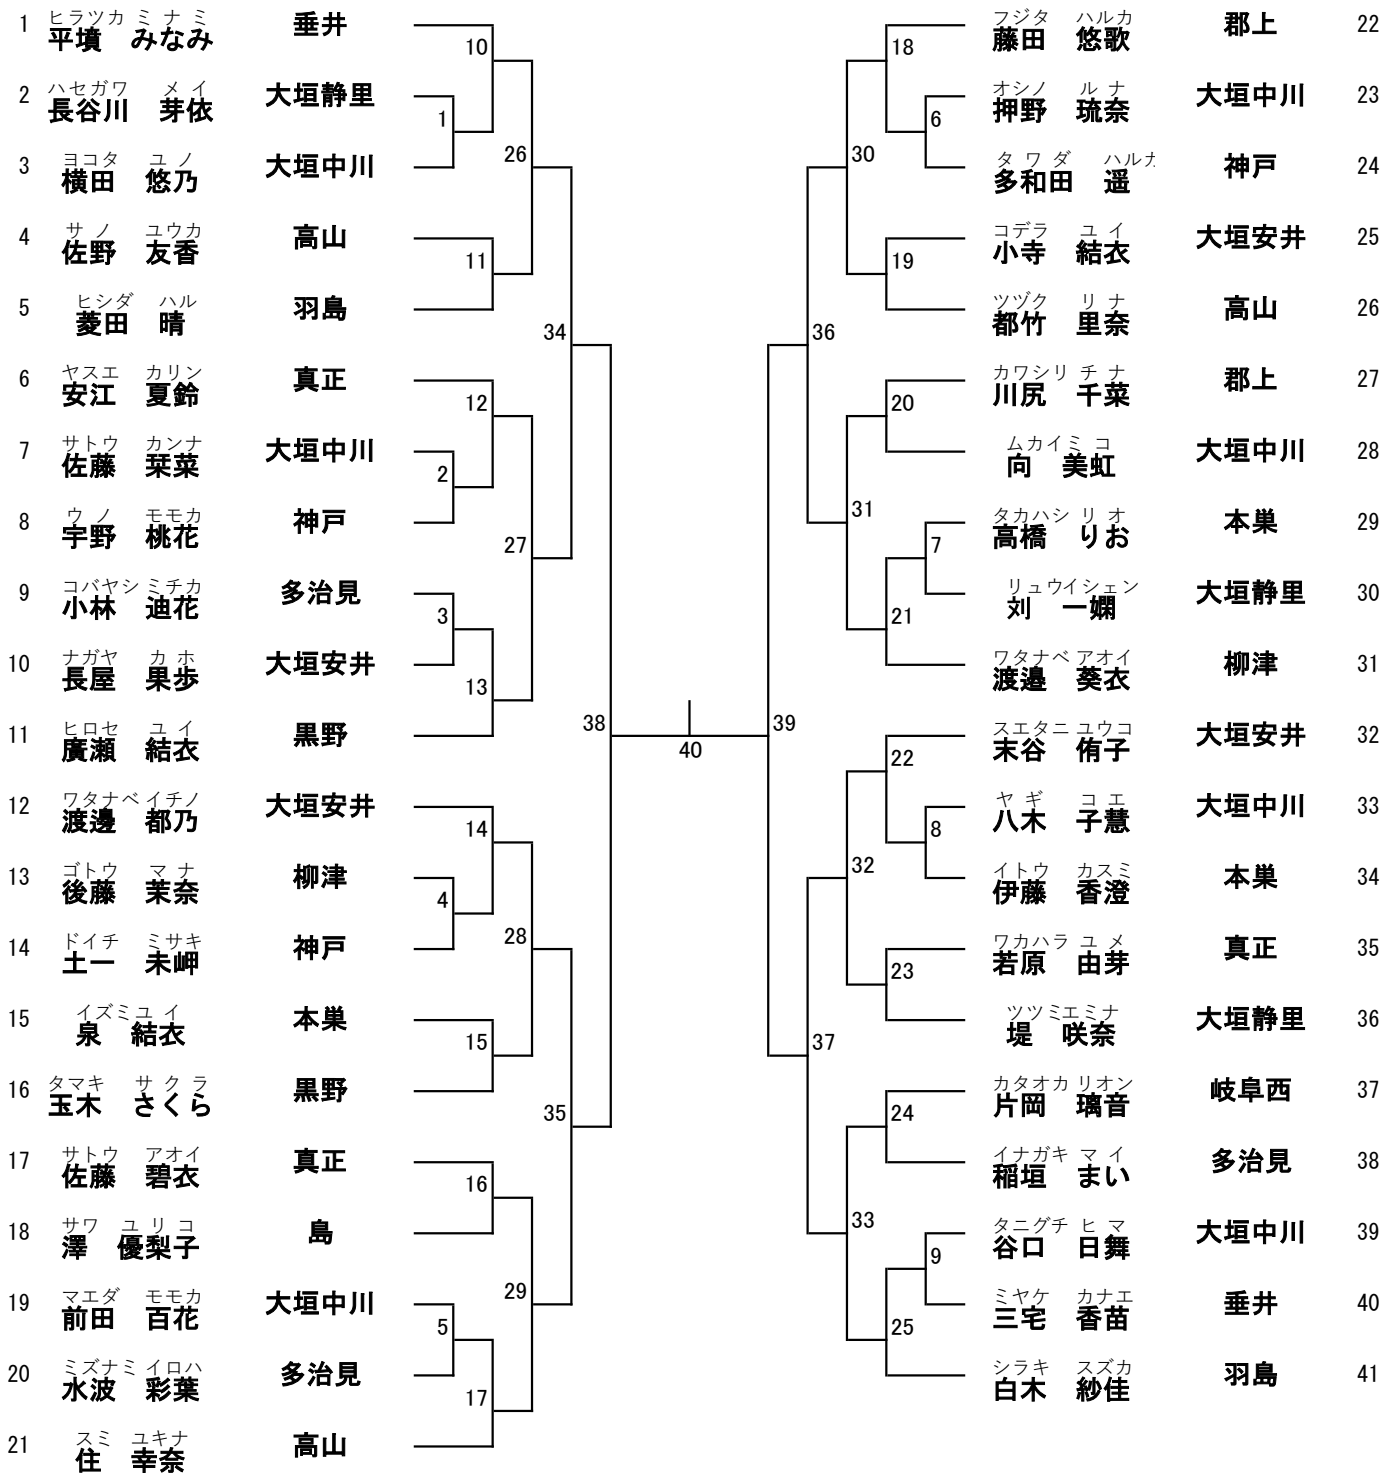 ヒラツカ ミナミ
1 平墳 みなみ 垂井
ハセガワ メイ
2 長谷川 芽依 大垣静里
ヨコタ ユノ
3 横田 悠乃 大垣中川
サノ ユウカ
4 佐野 友香 高山
ヒシダ ハル
5 菱田 晴 羽島
ヤスエ カリン
6 安江 夏鈴 真正
サトウ カンナ
7 佐藤 栞菜 大垣中川
ウノ モモカ
8 宇野 桃花 神戸
コバヤシ ミチカ
9 小林 迪花 多治見
ナガヤ カホ
10 長屋 果歩 大垣安井
ヒロセ ユイ
11 廣瀬 結衣 黒野
ワタナベ イチノ
12 渡邊 都乃 大垣安井
ゴトウ マナ
13 後藤 茉奈 柳津
ドイチ ミサキ
14 土一 未岬 神戸
イズミ ユイ
15 泉 結衣 本巣
タマキ サクラ
16 玉木 さくら 黒野
サトウ アオイ
17 佐藤 碧衣 真正
サワ ユリコ
18 澤 優梨子 島
マエダ モモカ
19 前田 百花 大垣中川
ミズナミ イロハ
20 水波 彩葉 多治見
スミ ユキナ
21 住 幸奈 高山
10
1
26
11
34
12
2
27
3
13
38
14
4
28
15
35
16
29
5
17
40
18
6
30
19
36
20
31
7
21
39
22
8
32
23
37
24
33
9
25
フジタ ハルカ
藤田 悠歌 郡上 22
オシノ ルナ
押野 琉奈 大垣中川 23
タワダ ハルカ
多和田 遥 神戸 24
コデラ ユイ
小寺 結衣 大垣安井 25
ツヅク リナ
都竹 里奈 高山 26
カワシリ チナ
川尻 千菜 郡上 27
ムカイ ミコ
向 美虹 大垣中川 28
タカハシ リオ
高橋 りお 本巣 29
リュウ イシェン
刘 一嫻 大垣静里 30
ワタナベ アオイ
渡邉 葵衣 柳津 31
スエタニ ユウコ
末谷 侑子 大垣安井 32
ヤギ コエ
八木 子慧 大垣中川 33
イトウ カスミ
伊藤 香澄 本巣 34
ワカハラ ユメ
若原 由芽 真正 35
ツツミ エミナ
堤 咲奈 大垣静里 36
カタオカ リオン
片岡 璃音 岐阜西 37
イナガキ マイ
稲垣 まい 多治見 38
タニグチ ヒマ
谷口 日舞 大垣中川 39
ミヤケ カナエ
三宅 香苗 垂井 40
シラキ スズカ
白木 紗佳 羽島 41